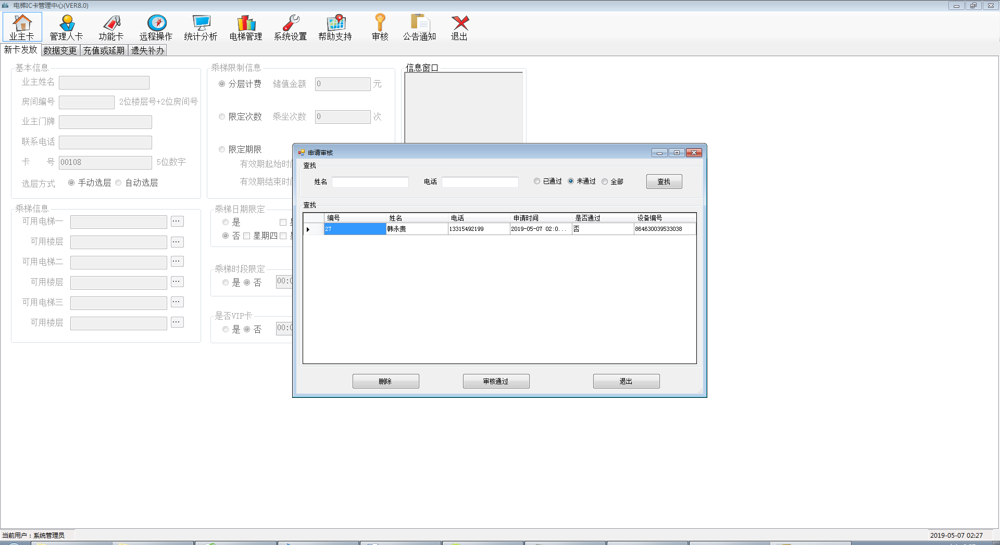 电梯IC卡管理中心(VER8.0)
业主卡 管理人卡 功能卡 远程操作 统计分析 电梯管理 系统设置 帮助支持 审核 公告通知 退出
新卡发放 数据变更 充值或延期 遗失补办
基本信息
业主姓名
房间编号 2位楼层号+2位房间号
业主门牌
联系电话
卡 号 00108 5位数字
选层方式 手动选层 自动选层
乘梯信息
可用电梯一 ...
可用楼层 ...
可用电梯二 ...
可用楼层 ...
可用电梯三 ...
可用楼层 ...
乘梯限制信息
分层计费 储值金额 0 元
限定次数 乘坐次数 0 次
限定期限
有效期起始时
有效期结束时
乘梯日期限定
是
否 星期四
乘梯时段限定
是 否 00:
是否VIP卡
是 否 00:
信息窗口
申请审核
查找
姓名 电话 已通过 未通过 全部 查找
查找
编号 姓名 电话 申请时间 是否通过 设备编号
27 韩永贵 13315492199 2019-05-07 02:0... 否 864630039533038
删除 审核通过 退出
当前用户：系统管理员 2019-05-07 02:27